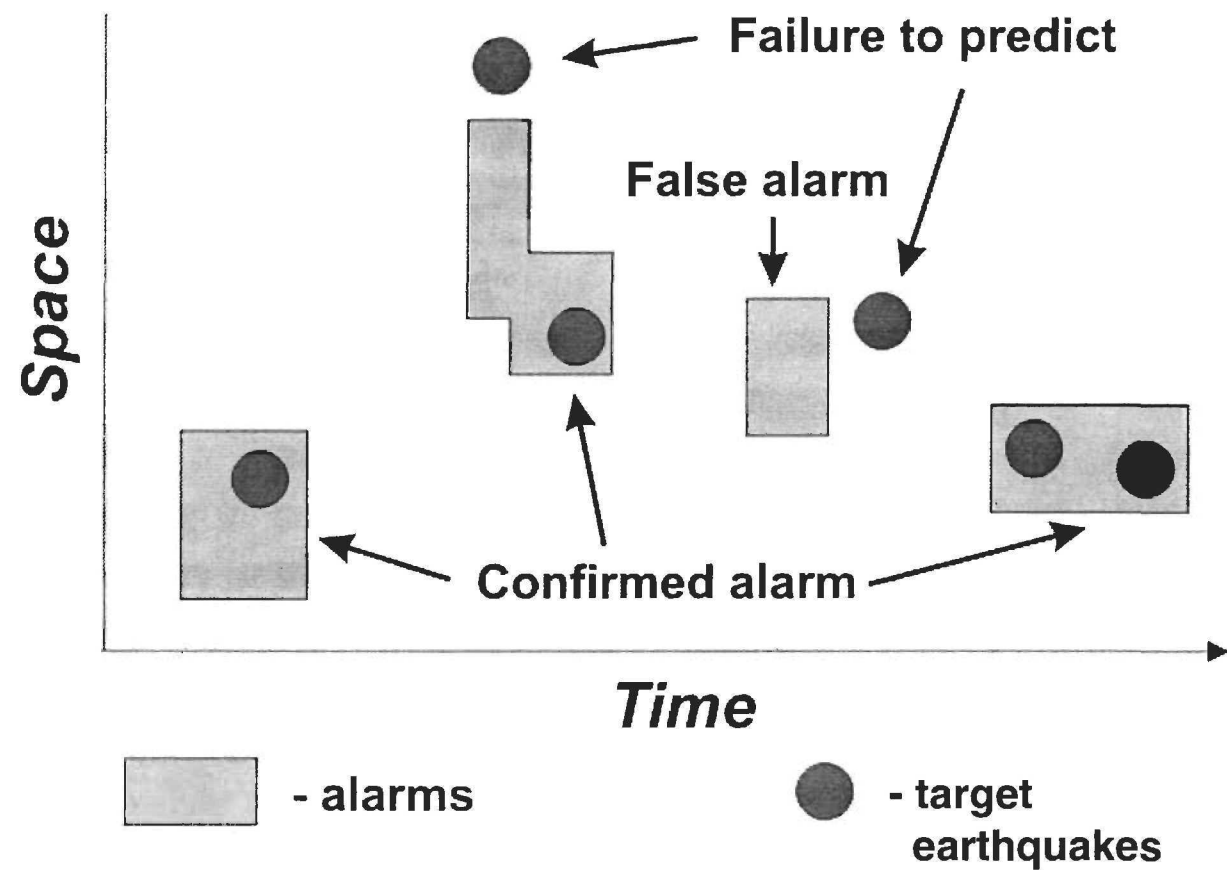 Failure to predict
False alarm
Space
Confirmed alarm
Time
- alarms
- target
earthquakes